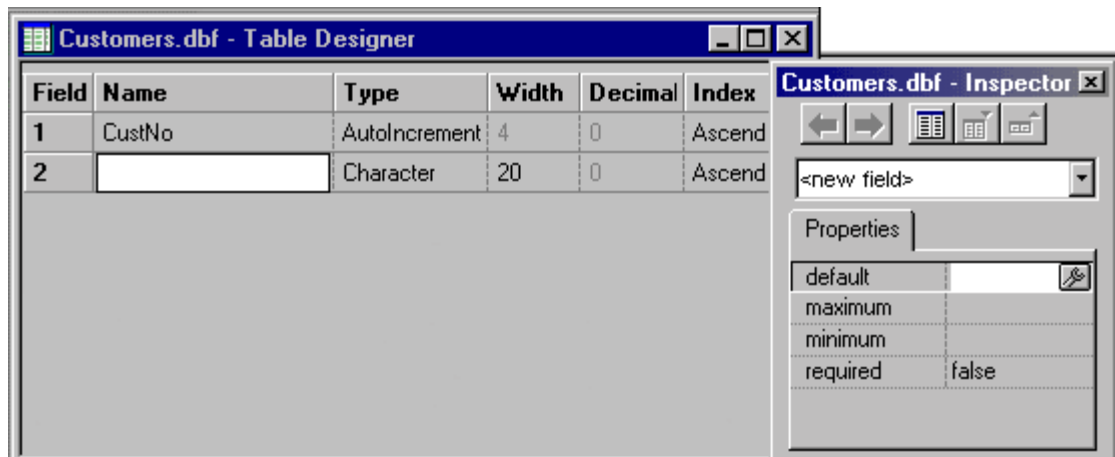 Customers.dbf - Table Designer
Field Name Type Width Decimal Index
1 CustNo AutoIncrement 4 0 Ascend
2 Character 20 0 Ascend
Customers.dbf - Inspector
<new field>
Properties
default
maximum
minimum
required false